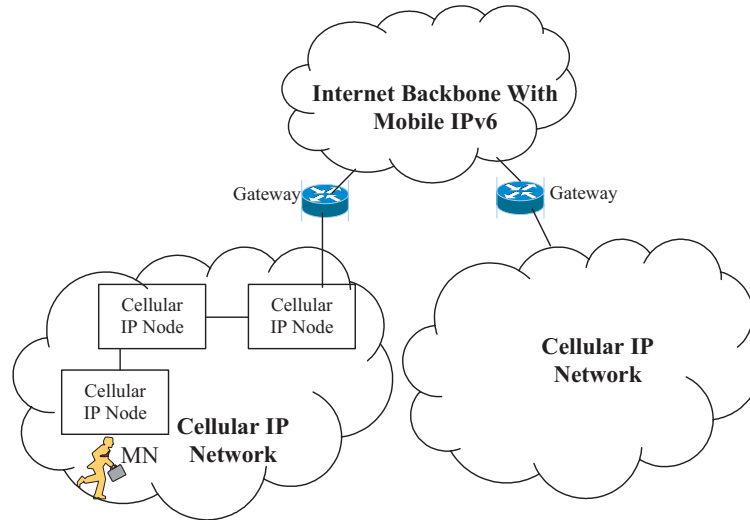 Internet Backbone With
Mobile IPv6
Gateway
Gateway
Cellular
IP Node
Cellular
IP Node
Cellular
IP Node
MN
Cellular IP
Network
Cellular IP
Network